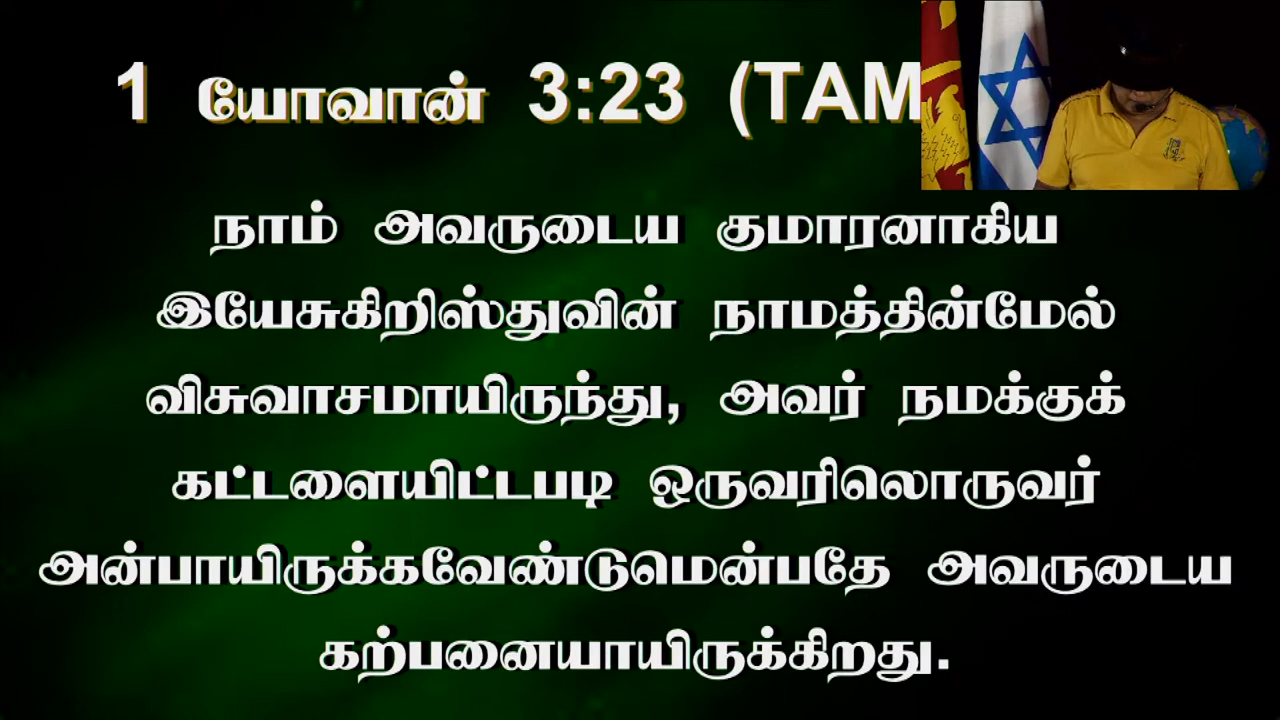 1 யோவான் 3:23 (TAM
நாம் அவருடைய குமாரனாகிய
இயேசுகிறிஸ்துவின் நாமத்தின்மேல்
விசுவாசமாயிருந்து, அவர் நமக்குக்
கட்டளையிட்டபடி ஒருவரிலொருவர்
அன்பாயிருக்கவேண்டுமென்பதே அவருடைய
கற்பனையாயிருக்கிறது.